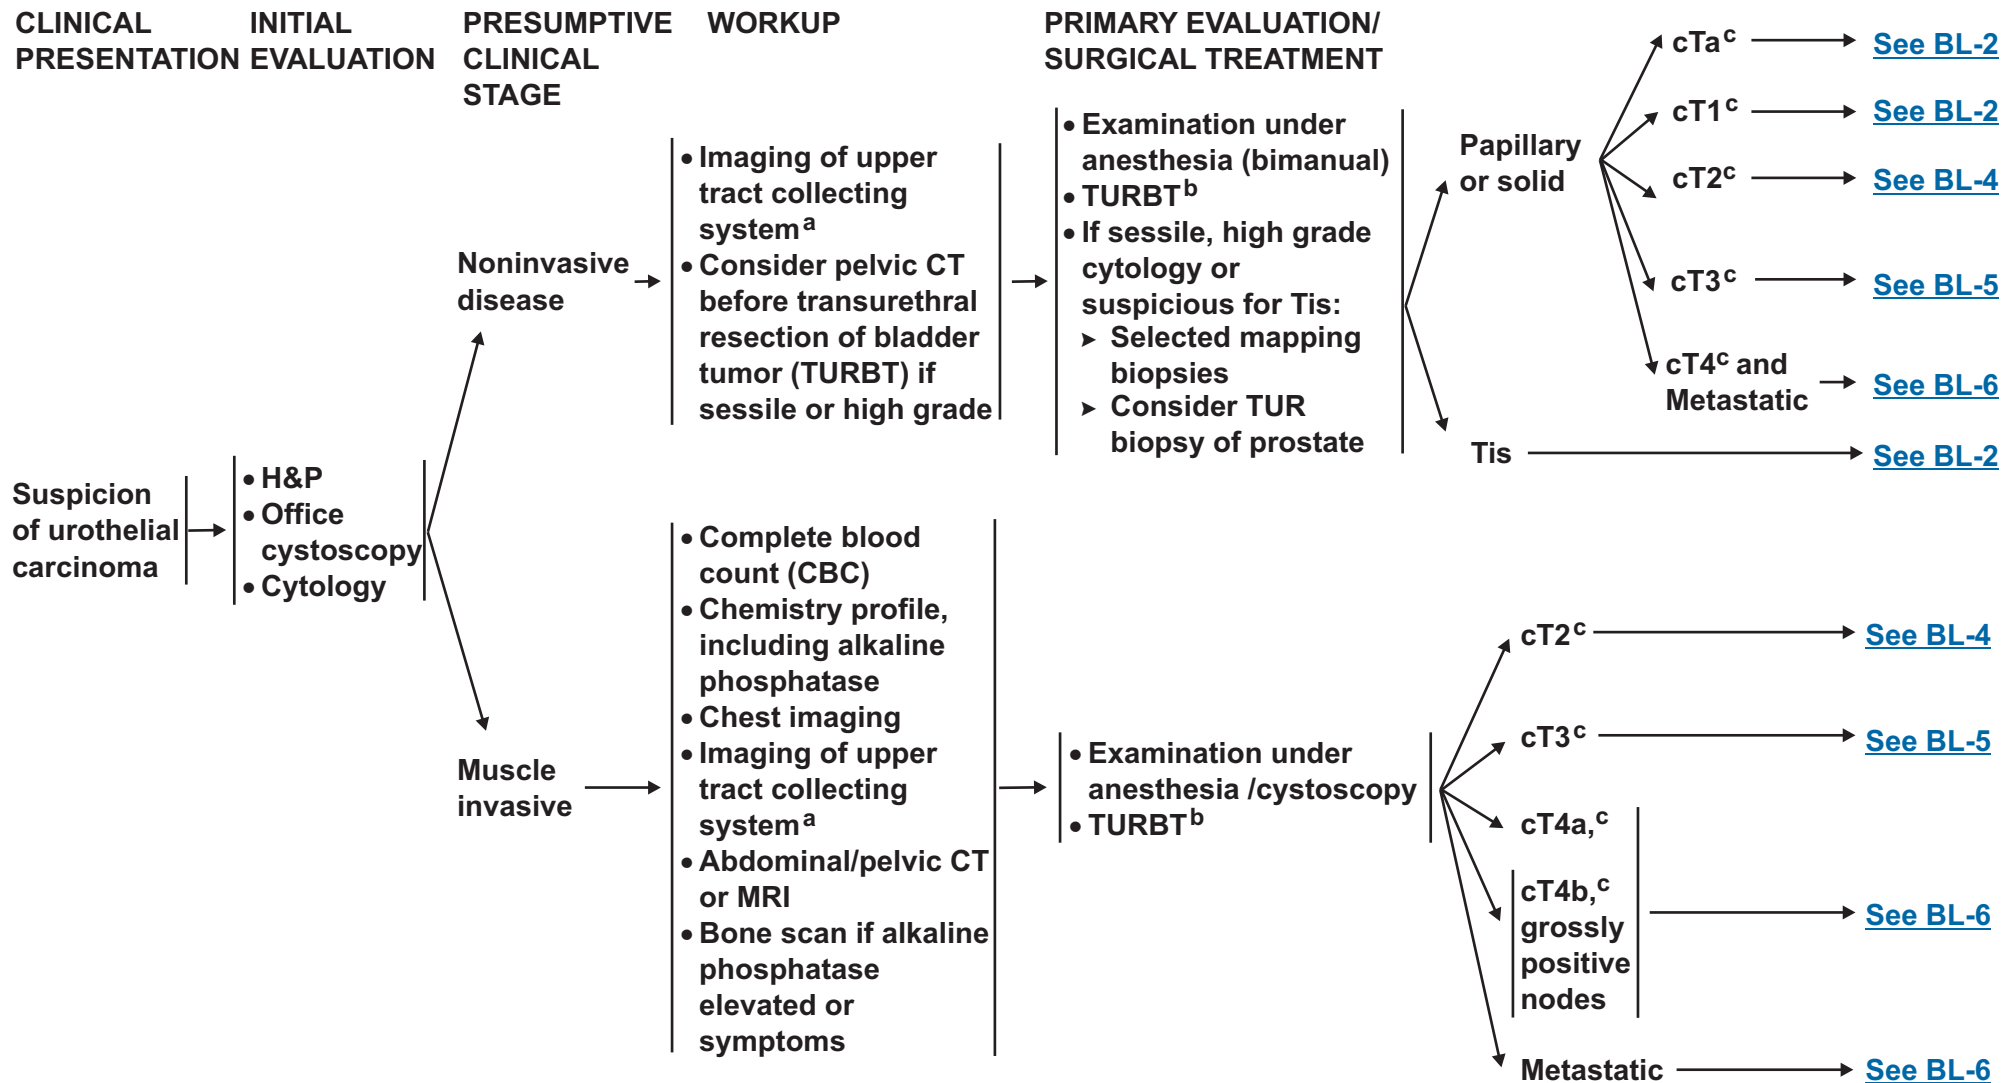 CLINICAL
PRESENTATION
INITIAL
EVALUATION
PRESUMPTIVE
CLINICAL
STAGE
WORKUP
PRIMARY EVALUATION/
SURGICAL TREATMENT
Suspicion
of urothelial
carcinoma
• H&P
• Office
cystoscopy
• Cytology
Noninvasive
disease
• Imaging of upper
tract collecting
system a
• Consider pelvic CT
before transurethral
resection of bladder
tumor (TURBT) if
sessile or high grade
• Examination under
anesthesia (bimanual)
• TURBT b
• If sessile, high grade
cytology or
suspicious for Tis:
➤ Selected mapping
biopsies
➤ Consider TUR
biopsy of prostate
Papillary
or solid
cTa c
See BL-2
cT1 c
See BL-2
cT2 c
See BL-4
cT3 c
See BL-5
cT4 c and
Metastatic
See BL-6
Tis
See BL-2
Muscle
invasive
• Complete blood
count (CBC)
• Chemistry profile,
including alkaline
phosphatase
• Chest imaging
• Imaging of upper
tract collecting
system a
• Abdominal/pelvic CT
or MRI
• Bone scan if alkaline
phosphatase
elevated or
symptoms
• Examination under
anesthesia /cystoscopy
• TURBT b
cT2 c
See BL-4
cT3 c
See BL-5
cT4a, c
cT4b, c
grossly
positive
nodes
See BL-6
Metastatic
See BL-6